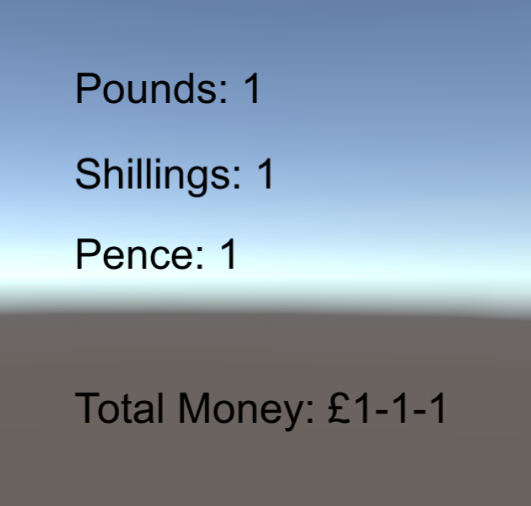 Pounds: 1
Shillings: 1
Pence: 1
Total Money: £1-1-1